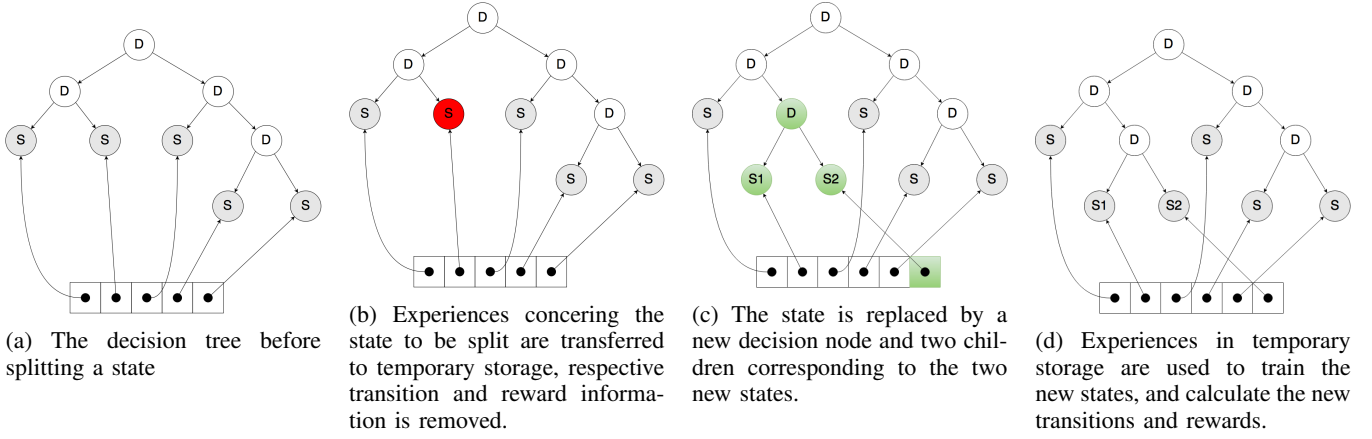 D
D
D
S
S
S
D
S
S
(a) The decision tree before
splitting a state
D
D
D
S
S
S
D
S
S
(b) Experiences concering the
state to be split are transferred
to temporary storage, respective
transition and reward informa-
tion is removed.
D
D
D
S
D
S
D
S1
S2
S
S
(c) The state is replaced by a
new decision node and two chil-
dren corresponding to the two
new states.
D
D
D
S
D
S
D
S1
S2
S
S
(d) Experiences in temporary
storage are used to train the
new states, and calculate the new
transitions and rewards.